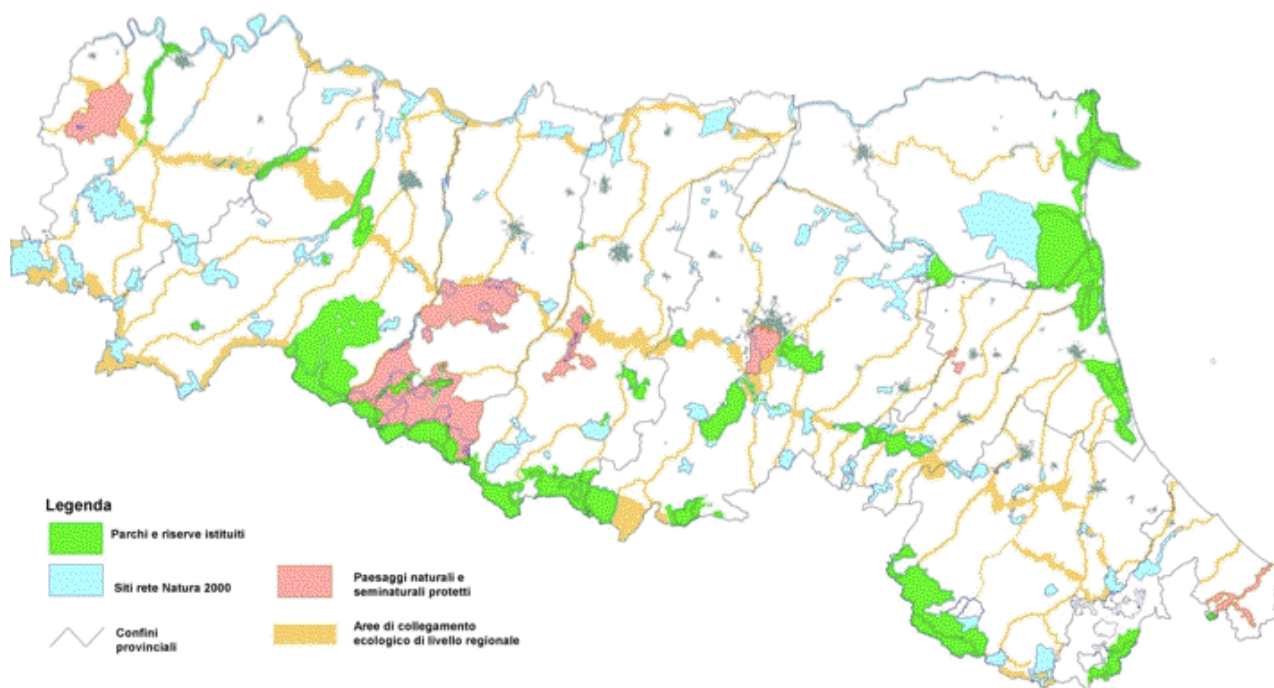 Legenda
Parchi e riserve istituiti
Siti rete Natura 2000
Confini
provinciali
Paesaggi naturali e
seminaturali protetti
Aree di collegamento
ecologico di livello regionale